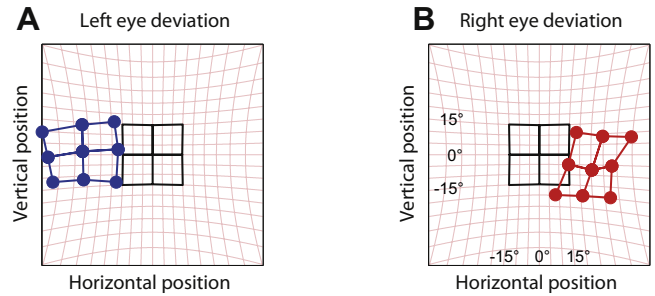 A
Left eye deviation
Vertical position
Horizontal position
B
Right eye deviation
Vertical position
15°
0°
-15°
-15° 0° 15°
Horizontal position